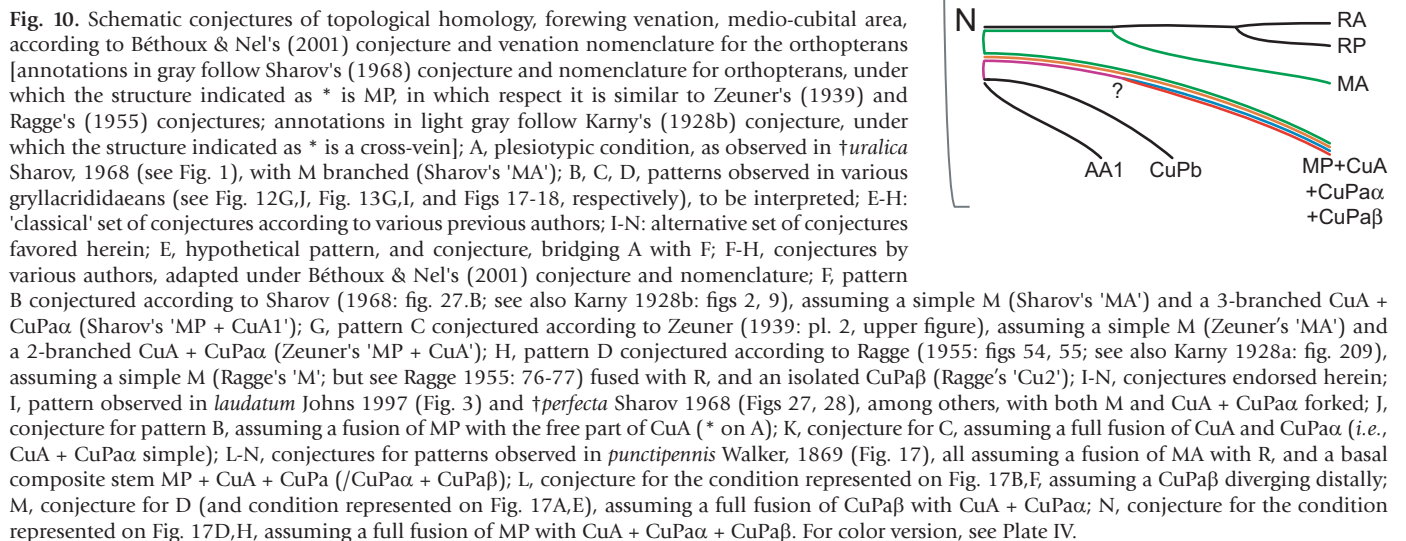 Fig. 10. Schematic conjectures of topological homology, forewing venation, medio-cubital area,
according to Béthoux & Nel's (2001) conjecture and venation nomenclature for the orthopterans
[annotations in gray follow Sharov's (1968) conjecture and nomenclature for orthopterans, under
which the structure indicated as * is MP, in which respect it is similar to Zeuner's (1939) and
Ragge's (1955) conjectures; annotations in light gray follow Karny's (1928b) conjecture, under
which the structure indicated as * is a cross-vein]; A, plesiotypic condition, as observed in †uralica
Sharov, 1968 (see Fig. 1), with M branched (Sharov's 'MA'); B, C, D, patterns observed in various
gryllacrididaeans (see Fig. 12G,J, Fig. 13G,I, and Figs 17-18, respectively), to be interpreted; E-H:
'classical' set of conjectures according to various previous authors; I-N: alternative set of conjectures
favored herein; E, hypothetical pattern, and conjecture, bridging A with F; F-H, conjectures by
various authors, adapted under Béthoux & Nel's (2001) conjecture and nomenclature; F, pattern
B conjectured according to Sharov (1968: fig. 27.B; see also Karny 1928b: figs 2, 9), assuming a simple M (Sharov's 'MA') and a 3-branched CuA +
CuPaα (Sharov's 'MP + CuA1'); G, pattern C conjectured according to Zeuner (1939: pl. 2, upper figure), assuming a simple M (Zeuner's 'MA') and
a 2-branched CuA + CuPaα (Zeuner's 'MP + CuA'); H, pattern D conjectured according to Ragge (1955: figs 54, 55; see also Karny 1928a: fig. 209),
assuming a simple M (Ragge's 'M'; but see Ragge 1955: 76-77) fused with R, and an isolated CuPaβ (Ragge's 'Cu2'); I-N, conjectures endorsed herein;
I, pattern observed in laudatum Johns 1997 (Fig. 3) and †perfecta Sharov 1968 (Figs 27, 28), among others, with both M and CuA + CuPaα forked; J,
conjecture for pattern B, assuming a fusion of MP with the free part of CuA (* on A); K, conjecture for C, assuming a full fusion of CuA and CuPaα (i.e.,
CuA + CuPaα simple); L-N, conjectures for patterns observed in punctipennis Walker, 1869 (Fig. 17), all assuming a fusion of MA with R, and a basal
composite stem MP + CuA + CuPa (/CuPaα + CuPaβ); L, conjecture for the condition represented on Fig. 17B,F, assuming a CuPaβ diverging distally;
M, conjecture for D (and condition represented on Fig. 17A,E), assuming a full fusion of CuPaβ with CuA + CuPaα; N, conjecture for the condition
represented on Fig. 17D,H, assuming a full fusion of MP with CuA + CuPaα + CuPaβ. For color version, see Plate IV.
N
RA
RP
MA
?
AA1 CuPb
MP+CuA
+CuPaα
+CuPaβ